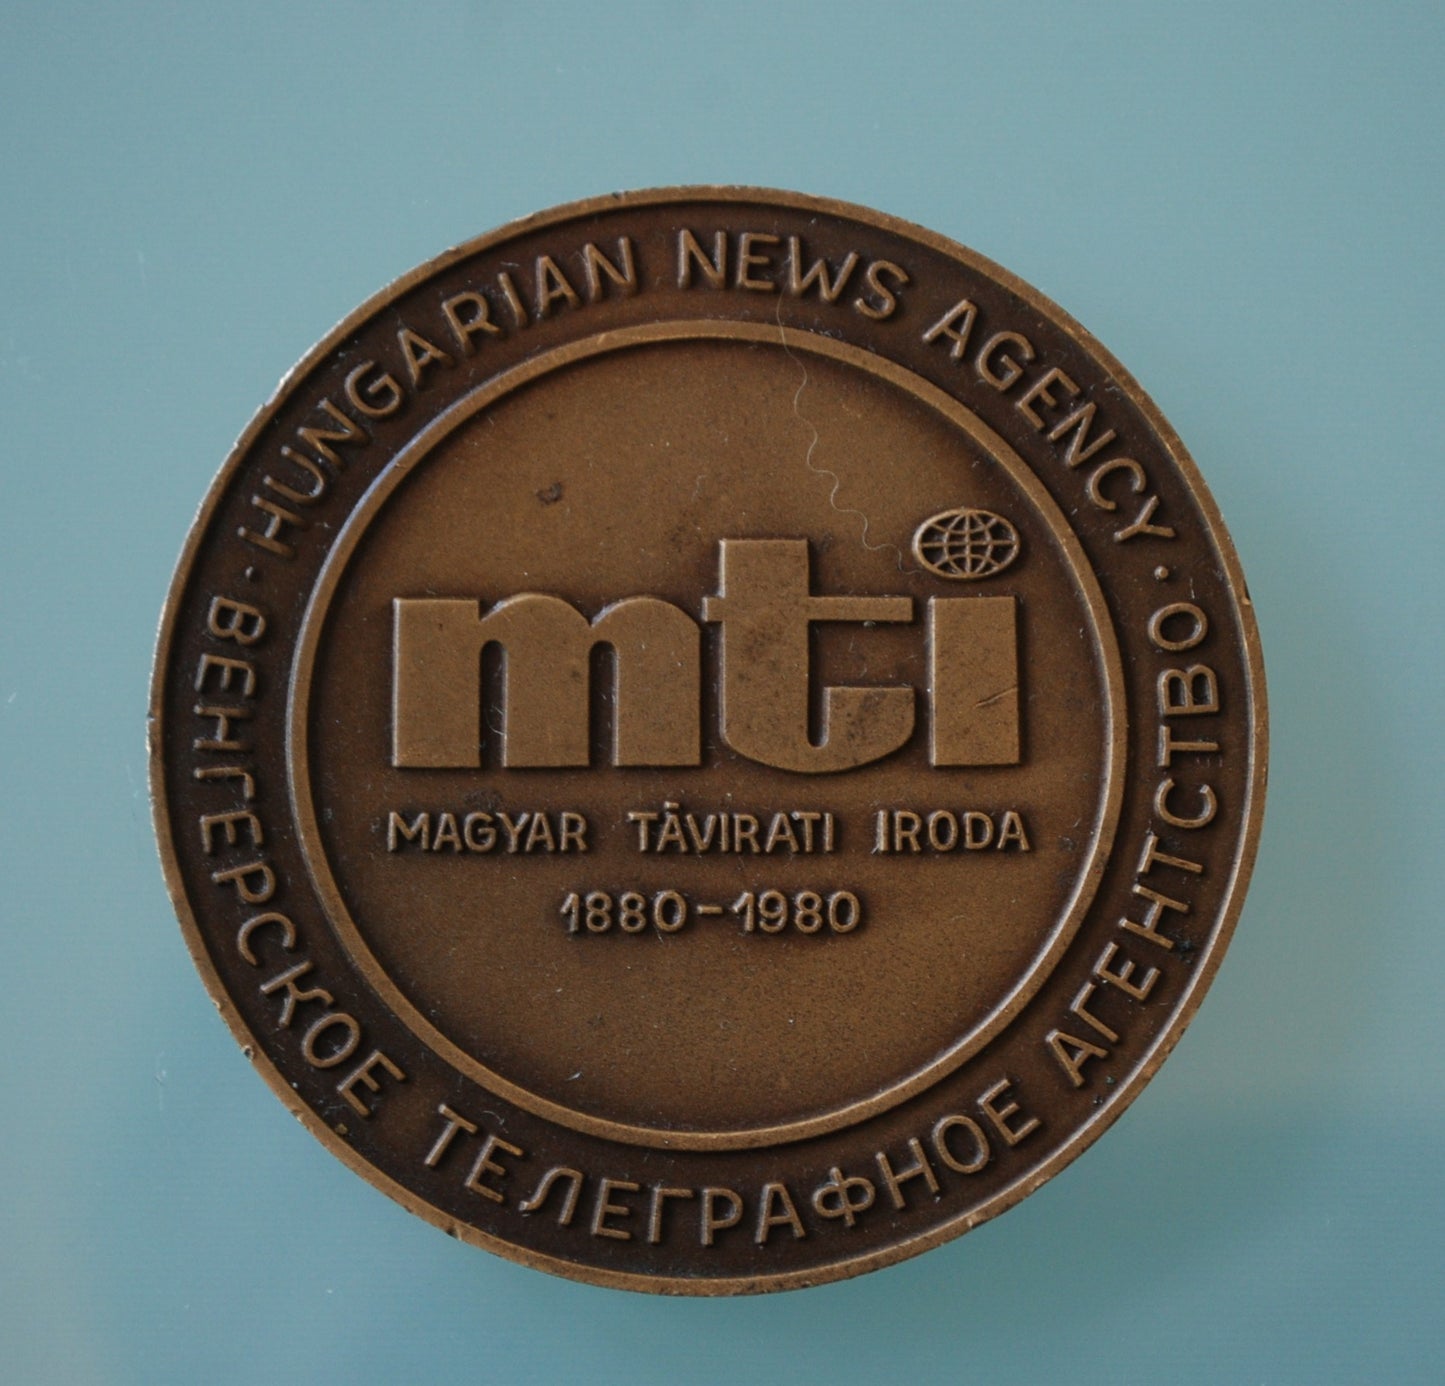 HUNGARIAN NEWS AGENCY
mti
MAGYAR TÁVIRATI IRODA
1880-1980
ВЕНГЕРСКОЕ ТЕЛЕГРАФНОЕ АГЕНТСТВО